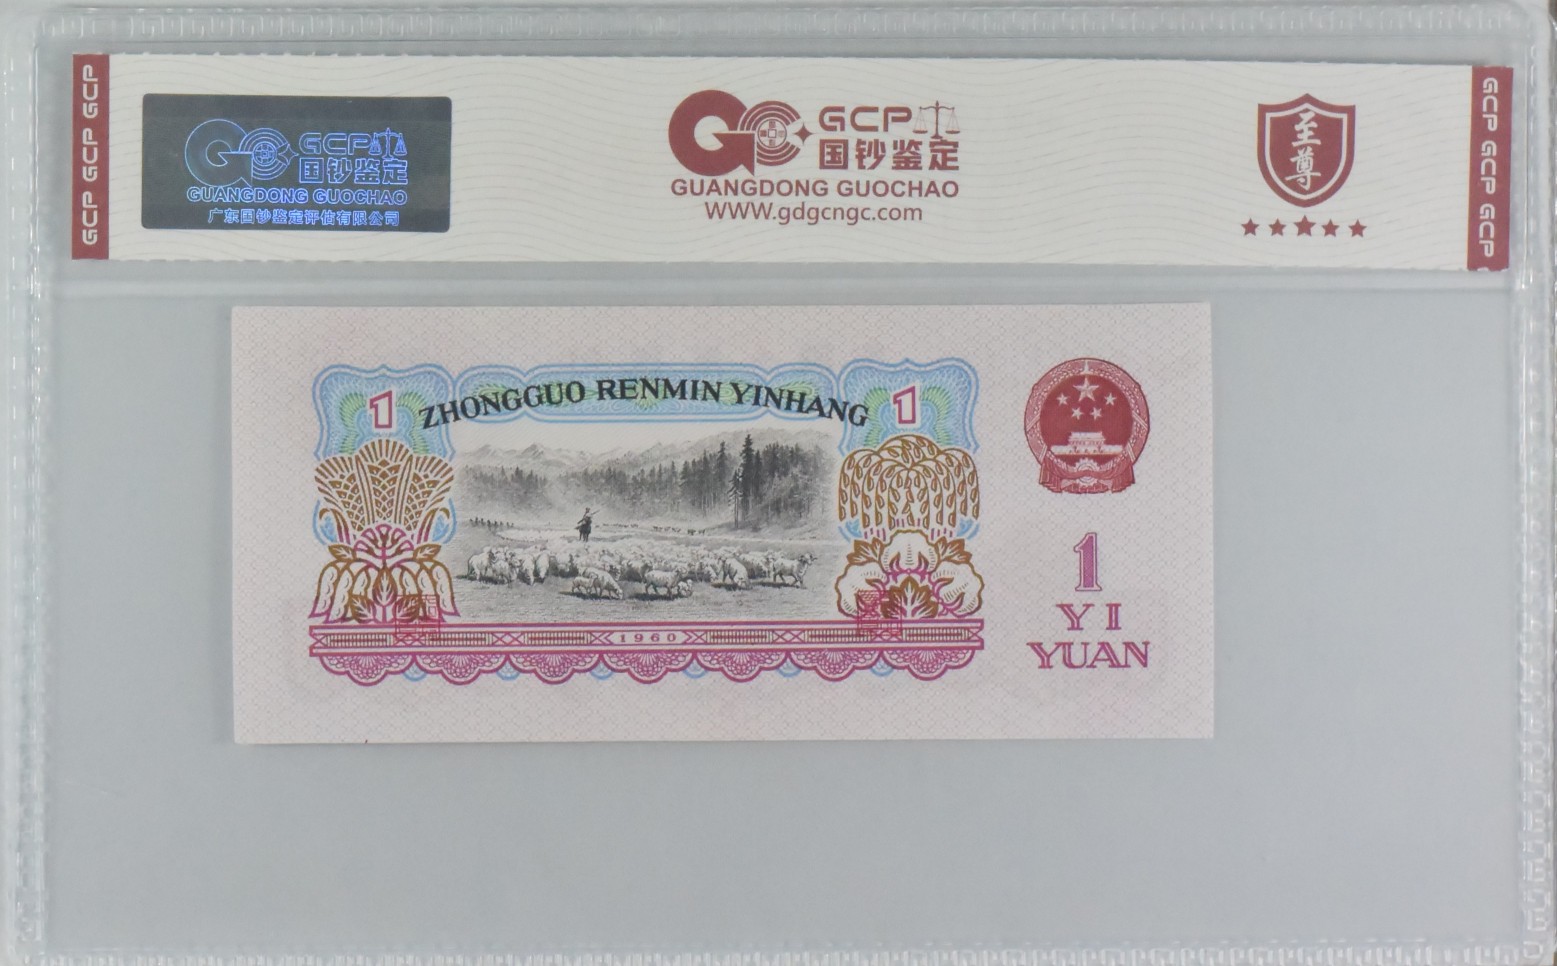 GCP GCP GCP
GCP
国钞鉴定
GUANGDONG GUOCHAO
广东国钞鉴定评估有限公司
GCP
国钞鉴定
GUANGDONG GUOCHAO
WWW.gdgcngc.com
至尊
GCP GCP GCP
1
ZHONGGUO RENMIN YINHANG
1
1960
1
YI
YUAN